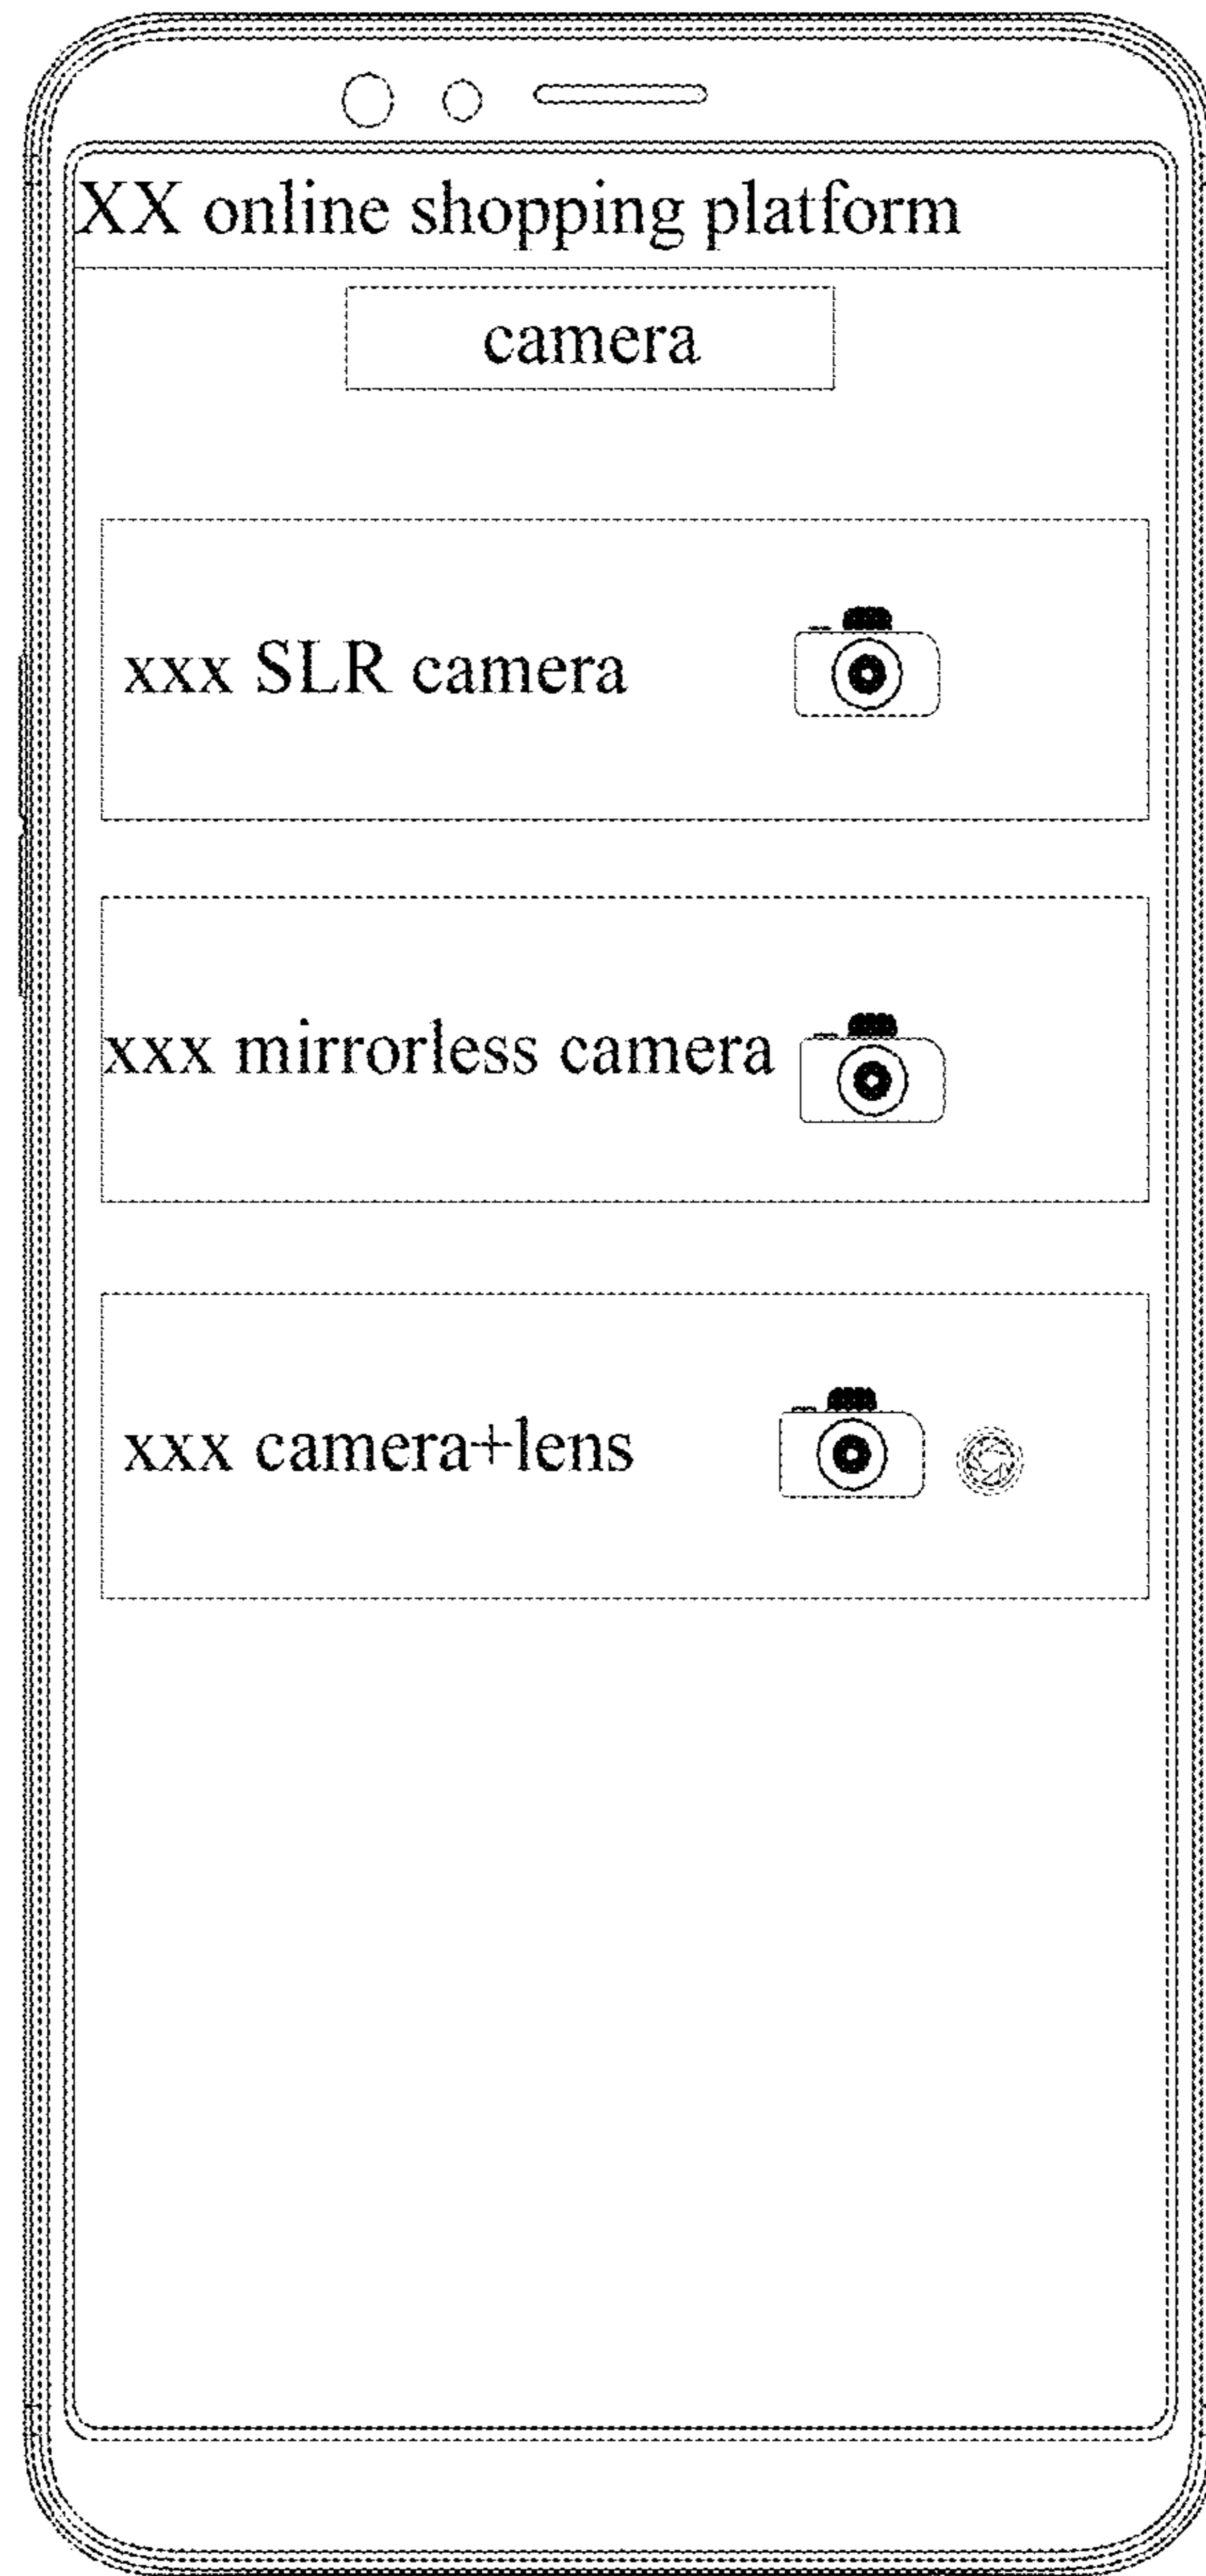 XX online shopping platform
camera
xxx SLR camera
xxx mirrorless camera
xxx camera+lens